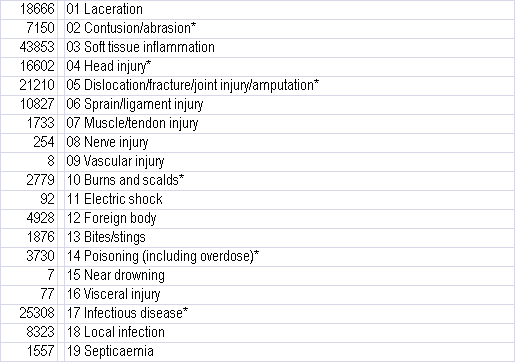 18666 01 Laceration
7150 02 Contusion/abrasion*
43853 03 Soft tissue inflammation
16602 04 Head injury*
21210 05 Dislocation/fracture/joint injury/amputation*
10827 06 Sprain/ligament injury
1733 07 Muscle/tendon injury
254 08 Nerve injury
8 09 Vascular injury
2779 10 Burns and scalds*
92 11 Electric shock
4928 12 Foreign body
1876 13 Bites/stings
3730 14 Poisoning (including overdose)*
7 15 Near drowning
77 16 Visceral injury
25308 17 Infectious disease*
8323 18 Local infection
1557 19 Septicaemia